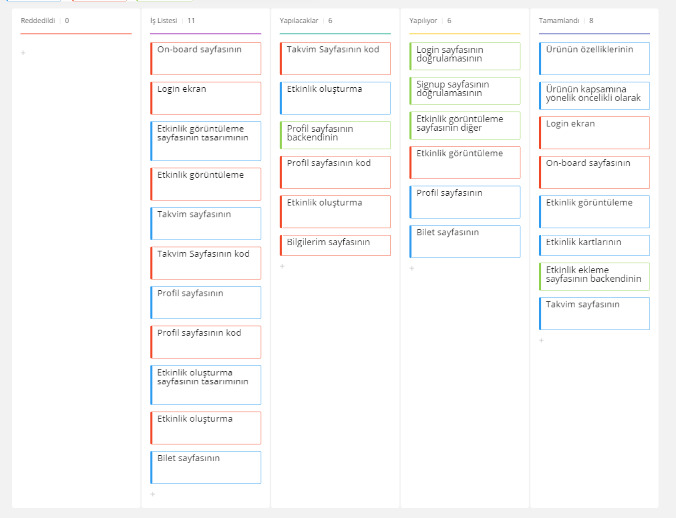 Reddedildi | 0
+
İş Listesi | 11
On-board sayfasının
Login ekran
Etkinlik görüntüleme
sayfasının tasarımının
Etkinlik görüntüleme
Takvim sayfasının
Takvim Sayfasının kod
Profil sayfasının
Profil sayfasının kod
Etkinlik oluşturma
sayfasının tasarımının
Etkinlik oluşturma
Bilet sayfasının
+
Yapılacaklar | 6
Takvim Sayfasının kod
Etkinlik oluşturma
Profil sayfasının
backendinin
Profil sayfasının kod
Etkinlik oluşturma
Bilgilerim sayfasının
+
Yapılıyor | 6
Login sayfasının
doğrulamasının
Signup sayfasının
doğrulamasının
Etkinlik görüntüleme
sayfasının diğer
Etkinlik görüntüleme
Profil sayfasının
Bilet sayfasının
+
Tamamlandı | 8
Ürünün özelliklerinin
Ürünün kapsamına
yönelik öncelikli olarak
Login ekran
On-board sayfasının
Etkinlik görüntüleme
Etkinlik kartlarının
Etkinlik ekleme
sayfasının backendinin
Takvim sayfasının
+